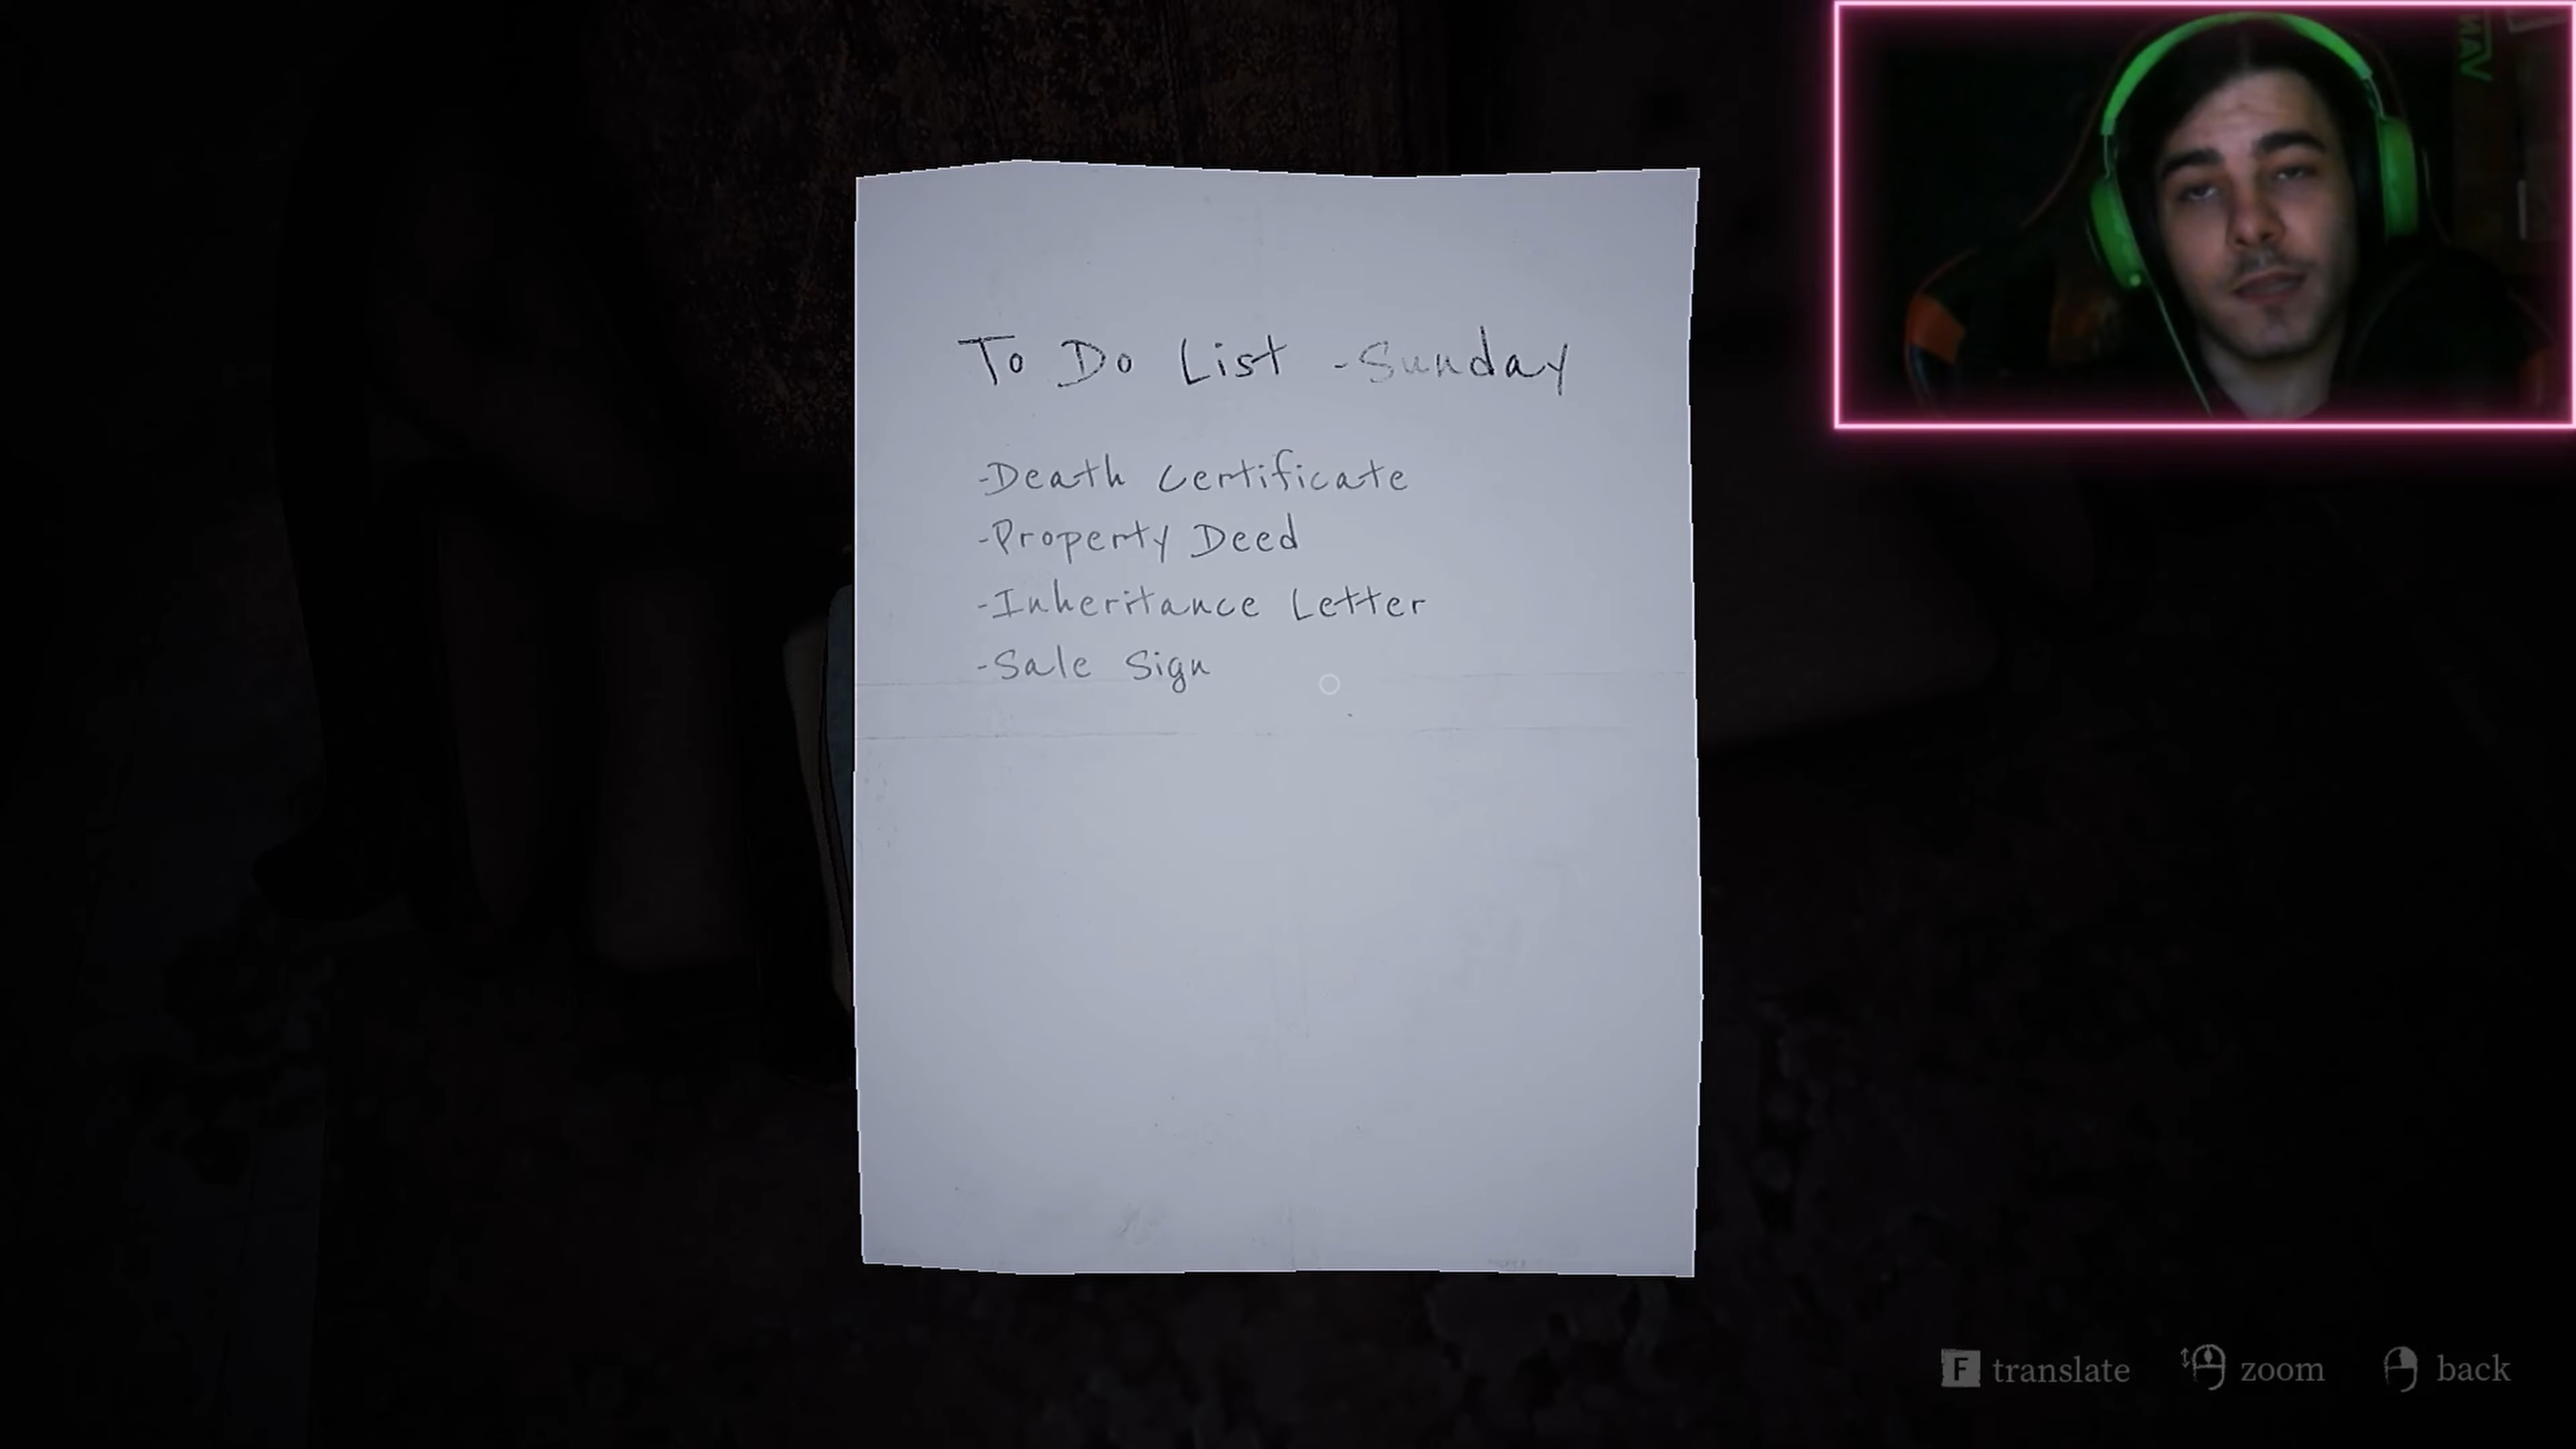 To Do List - Sunday
- Death Certificate
- Property Deed
- Inheritance Letter
- Sale Sign
F translate zoom back